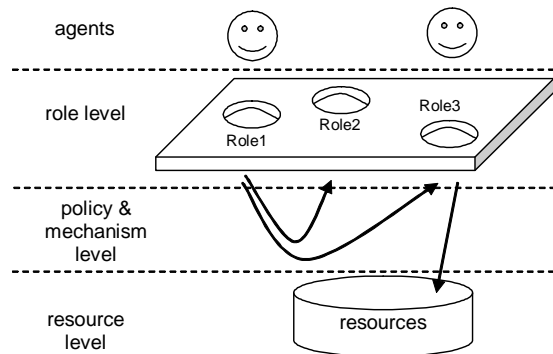 agents
role level
Role1
Role2
Role3
policy &
mechanism
level
resource
level
resources